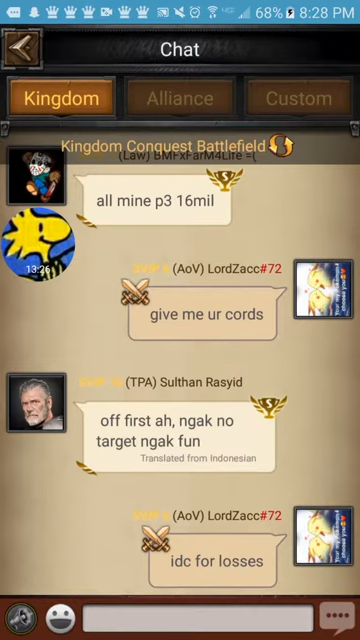 68% 8:28 PM
Chat
Kingdom
Alliance
Custom
Kingdom Conquest Battlefield
(Law) BMFxFarM4Life =(
all mine p3 16mil
13:26
(AoV) LordZacc#72
give me ur cords
(TPA) Sulthan Rasyid
off first ah, ngak no
target ngak fun
Translated from Indonesian
(AoV) LordZacc#72
idc for losses